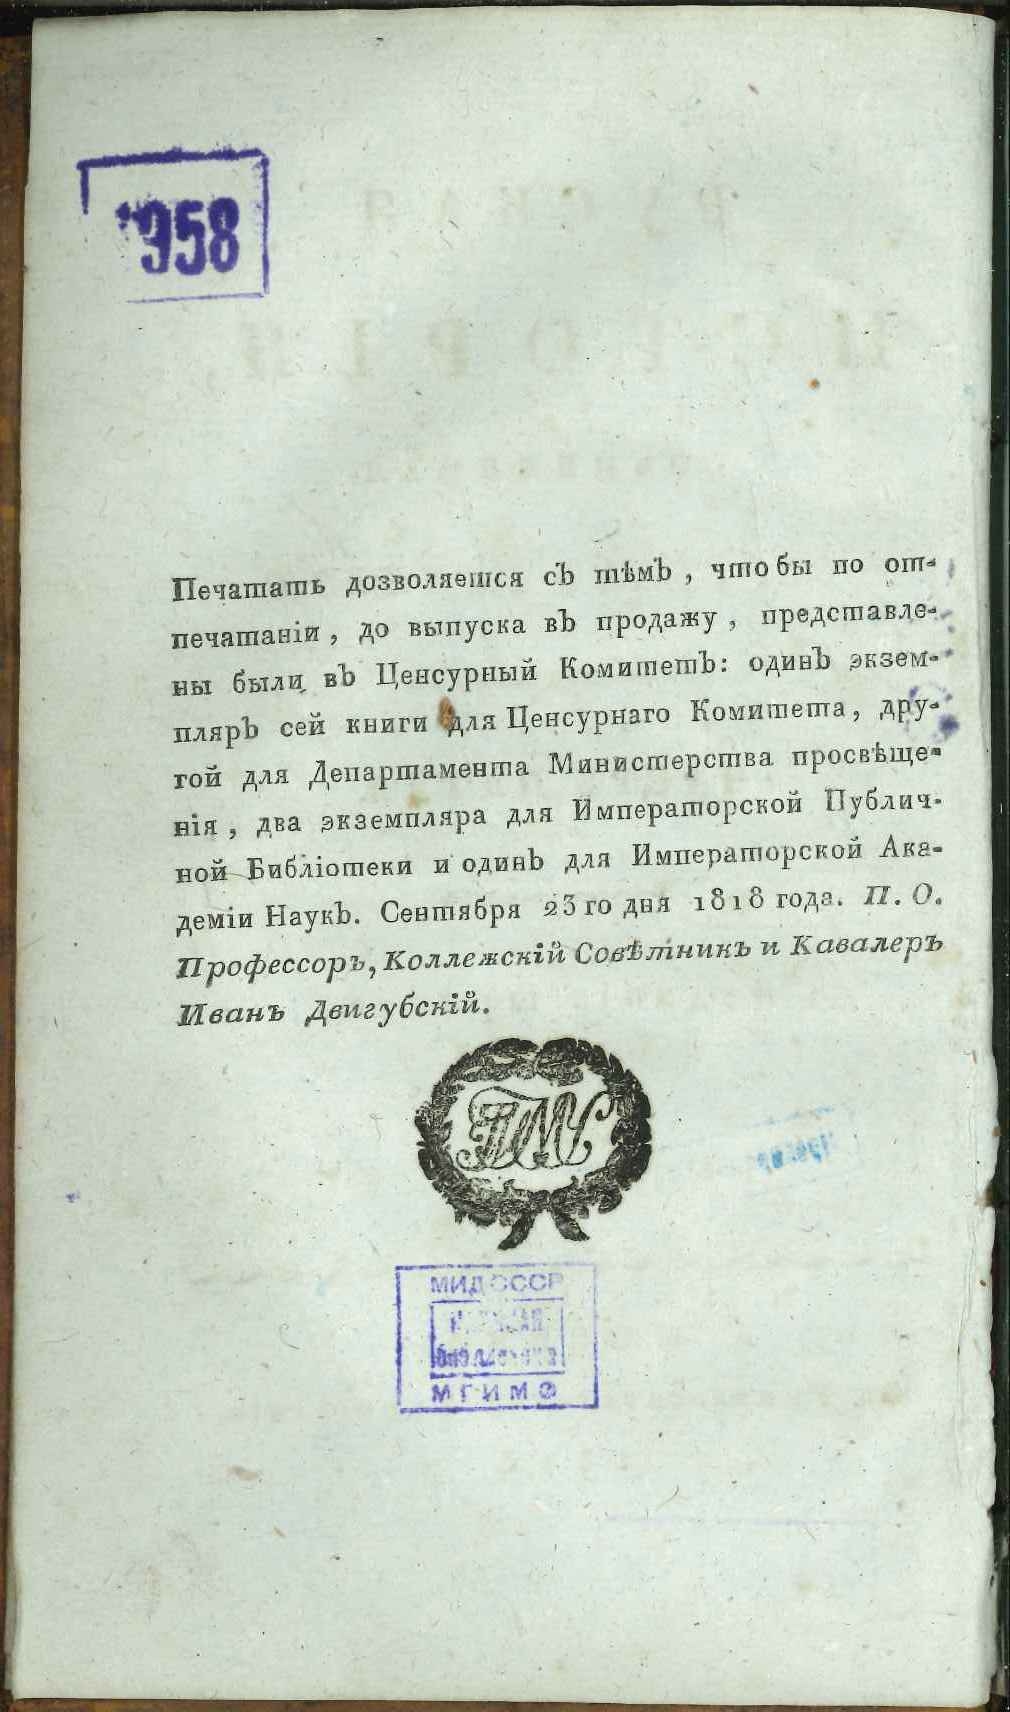 1958
Печатать дозволяется съ тѣмъ, чтобы по от-
печатаніи, до выпуска въ продажу, представле-
ны были въ Ценсурный Комитетъ: одинъ экзем-
пляръ сей книги для Ценсурнаго Комитета, дру-
гой для Департамента Министерства просвѣще-
нія, два экземпляра для Императорской Публич-
ной Библіотеки и одинъ для Императорской Ака-
деміи Наукъ. Сентября 23 го дня 1818 года. П. О.
Профессоръ, Коллежскій Совѣтникъ и Кавалеръ
Иванъ Двигубскій.
МИД СССР
библиотека
МГИМО